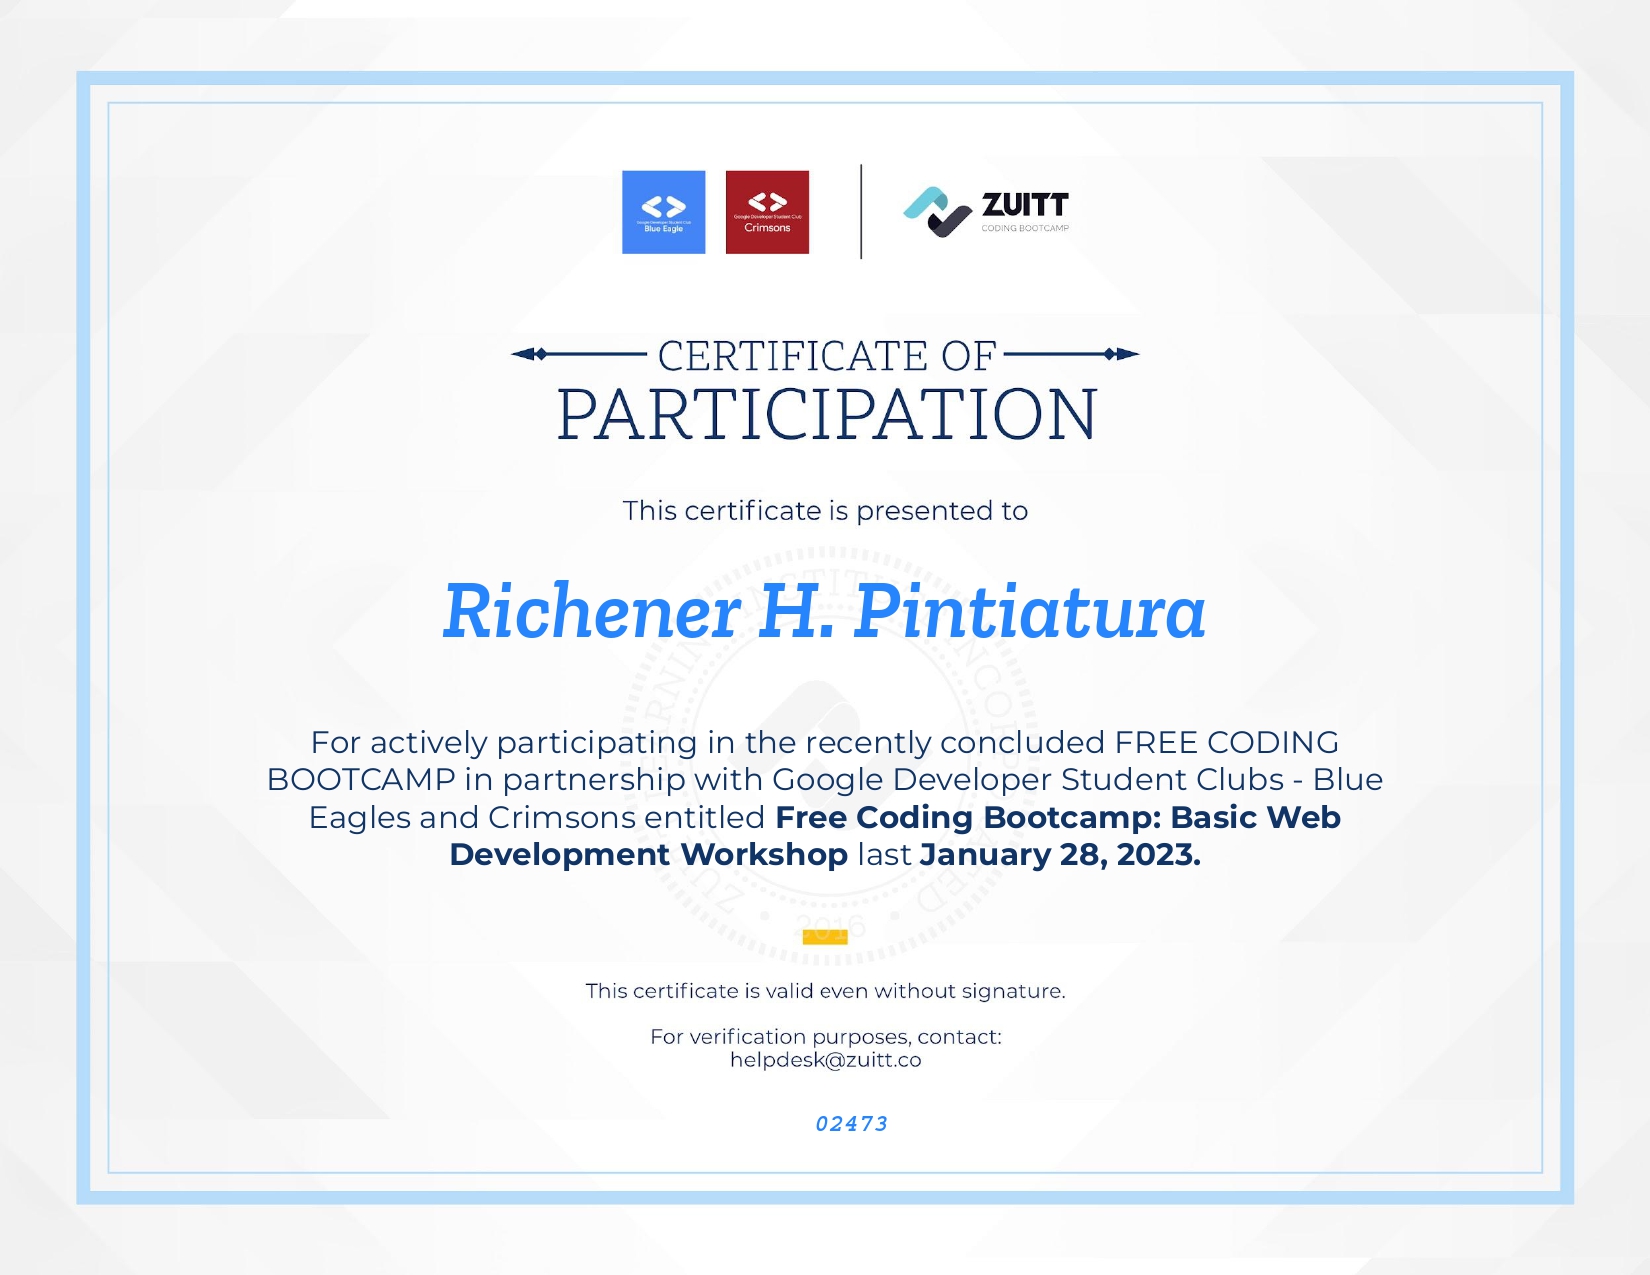 Google Developer Student Club
Blue Eagle
Google Developer Student Club
Crimsons
ZUITT
CODING BOOTCAMP
CERTIFICATE OF
PARTICIPATION
This certificate is presented to
Richener H. Pintiatura
For actively participating in the recently concluded FREE CODING
BOOTCAMP in partnership with Google Developer Student Clubs - Blue
Eagles and Crimsons entitled Free Coding Bootcamp: Basic Web
Development Workshop last January 28, 2023.
2016
This certificate is valid even without signature.
For verification purposes, contact:
helpdesk@zuitt.co
02473